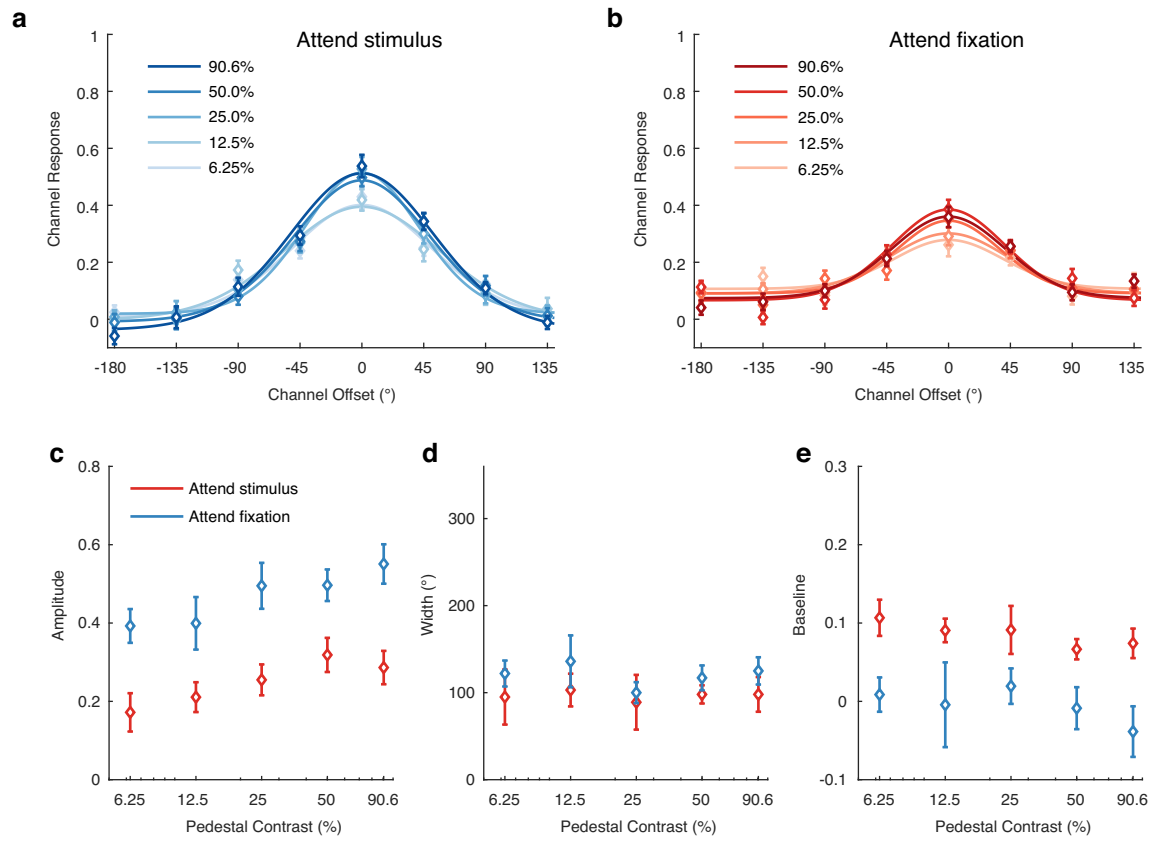 a
Attend stimulus
1
0.8
0.6
0.4
0.2
0
Channel Response
90.6%
50.0%
25.0%
12.5%
6.25%
-180 -135 -90 -45 0 45 90 135
Channel Offset (°)
b
Attend fixation
1
0.8
0.6
0.4
0.2
0
Channel Response
90.6%
50.0%
25.0%
12.5%
6.25%
-180 -135 -90 -45 0 45 90 135
Channel Offset (°)
c
0.8
0.6
0.4
0.2
0
Amplitude
Attend stimulus
Attend fixation
6.25 12.5 25 50 90.6
Pedestal Contrast (%)
d
300
200
100
0
Width (°)
6.25 12.5 25 50 90.6
Pedestal Contrast (%)
e
0.3
0.2
0.1
0
-0.1
Baseline
6.25 12.5 25 50 90.6
Pedestal Contrast (%)